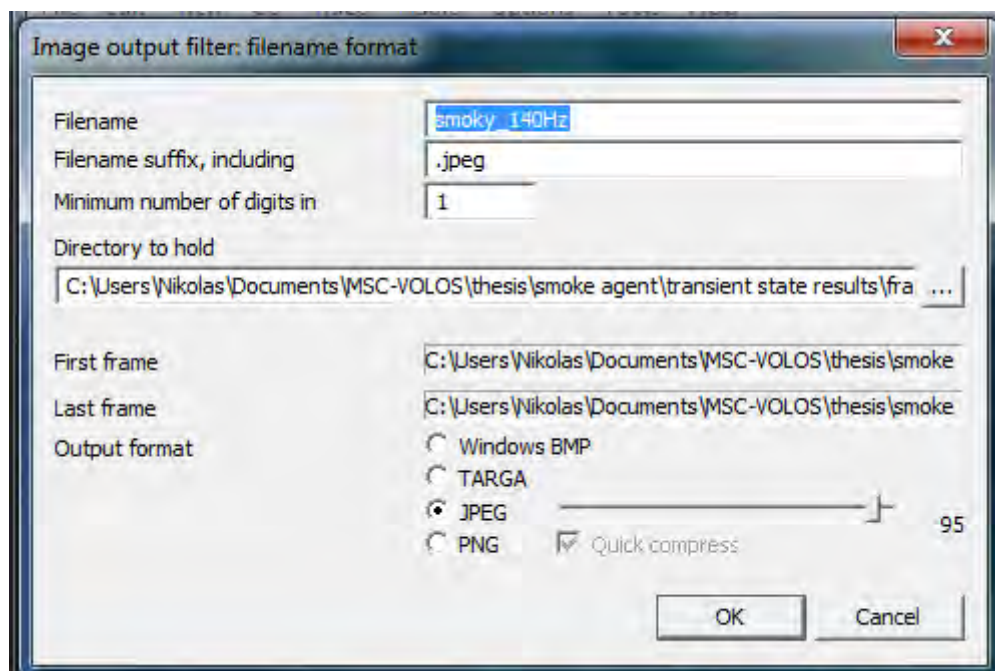 Image output filter: filename format
Filename smoky_140Hz
Filename suffix, including .jpeg
Minimum number of digits in 1
Directory to hold
C:\Users\Nikolas\Documents\MSC-VOLOS\thesis\smoke agent\transient state results\fra ...
First frame C:\Users\Nikolas\Documents\MSC-VOLOS\thesis\smoke
Last frame C:\Users\Nikolas\Documents\MSC-VOLOS\thesis\smoke
Output format Windows BMP
TARGA
JPEG 95
PNG Quick compress
OK Cancel